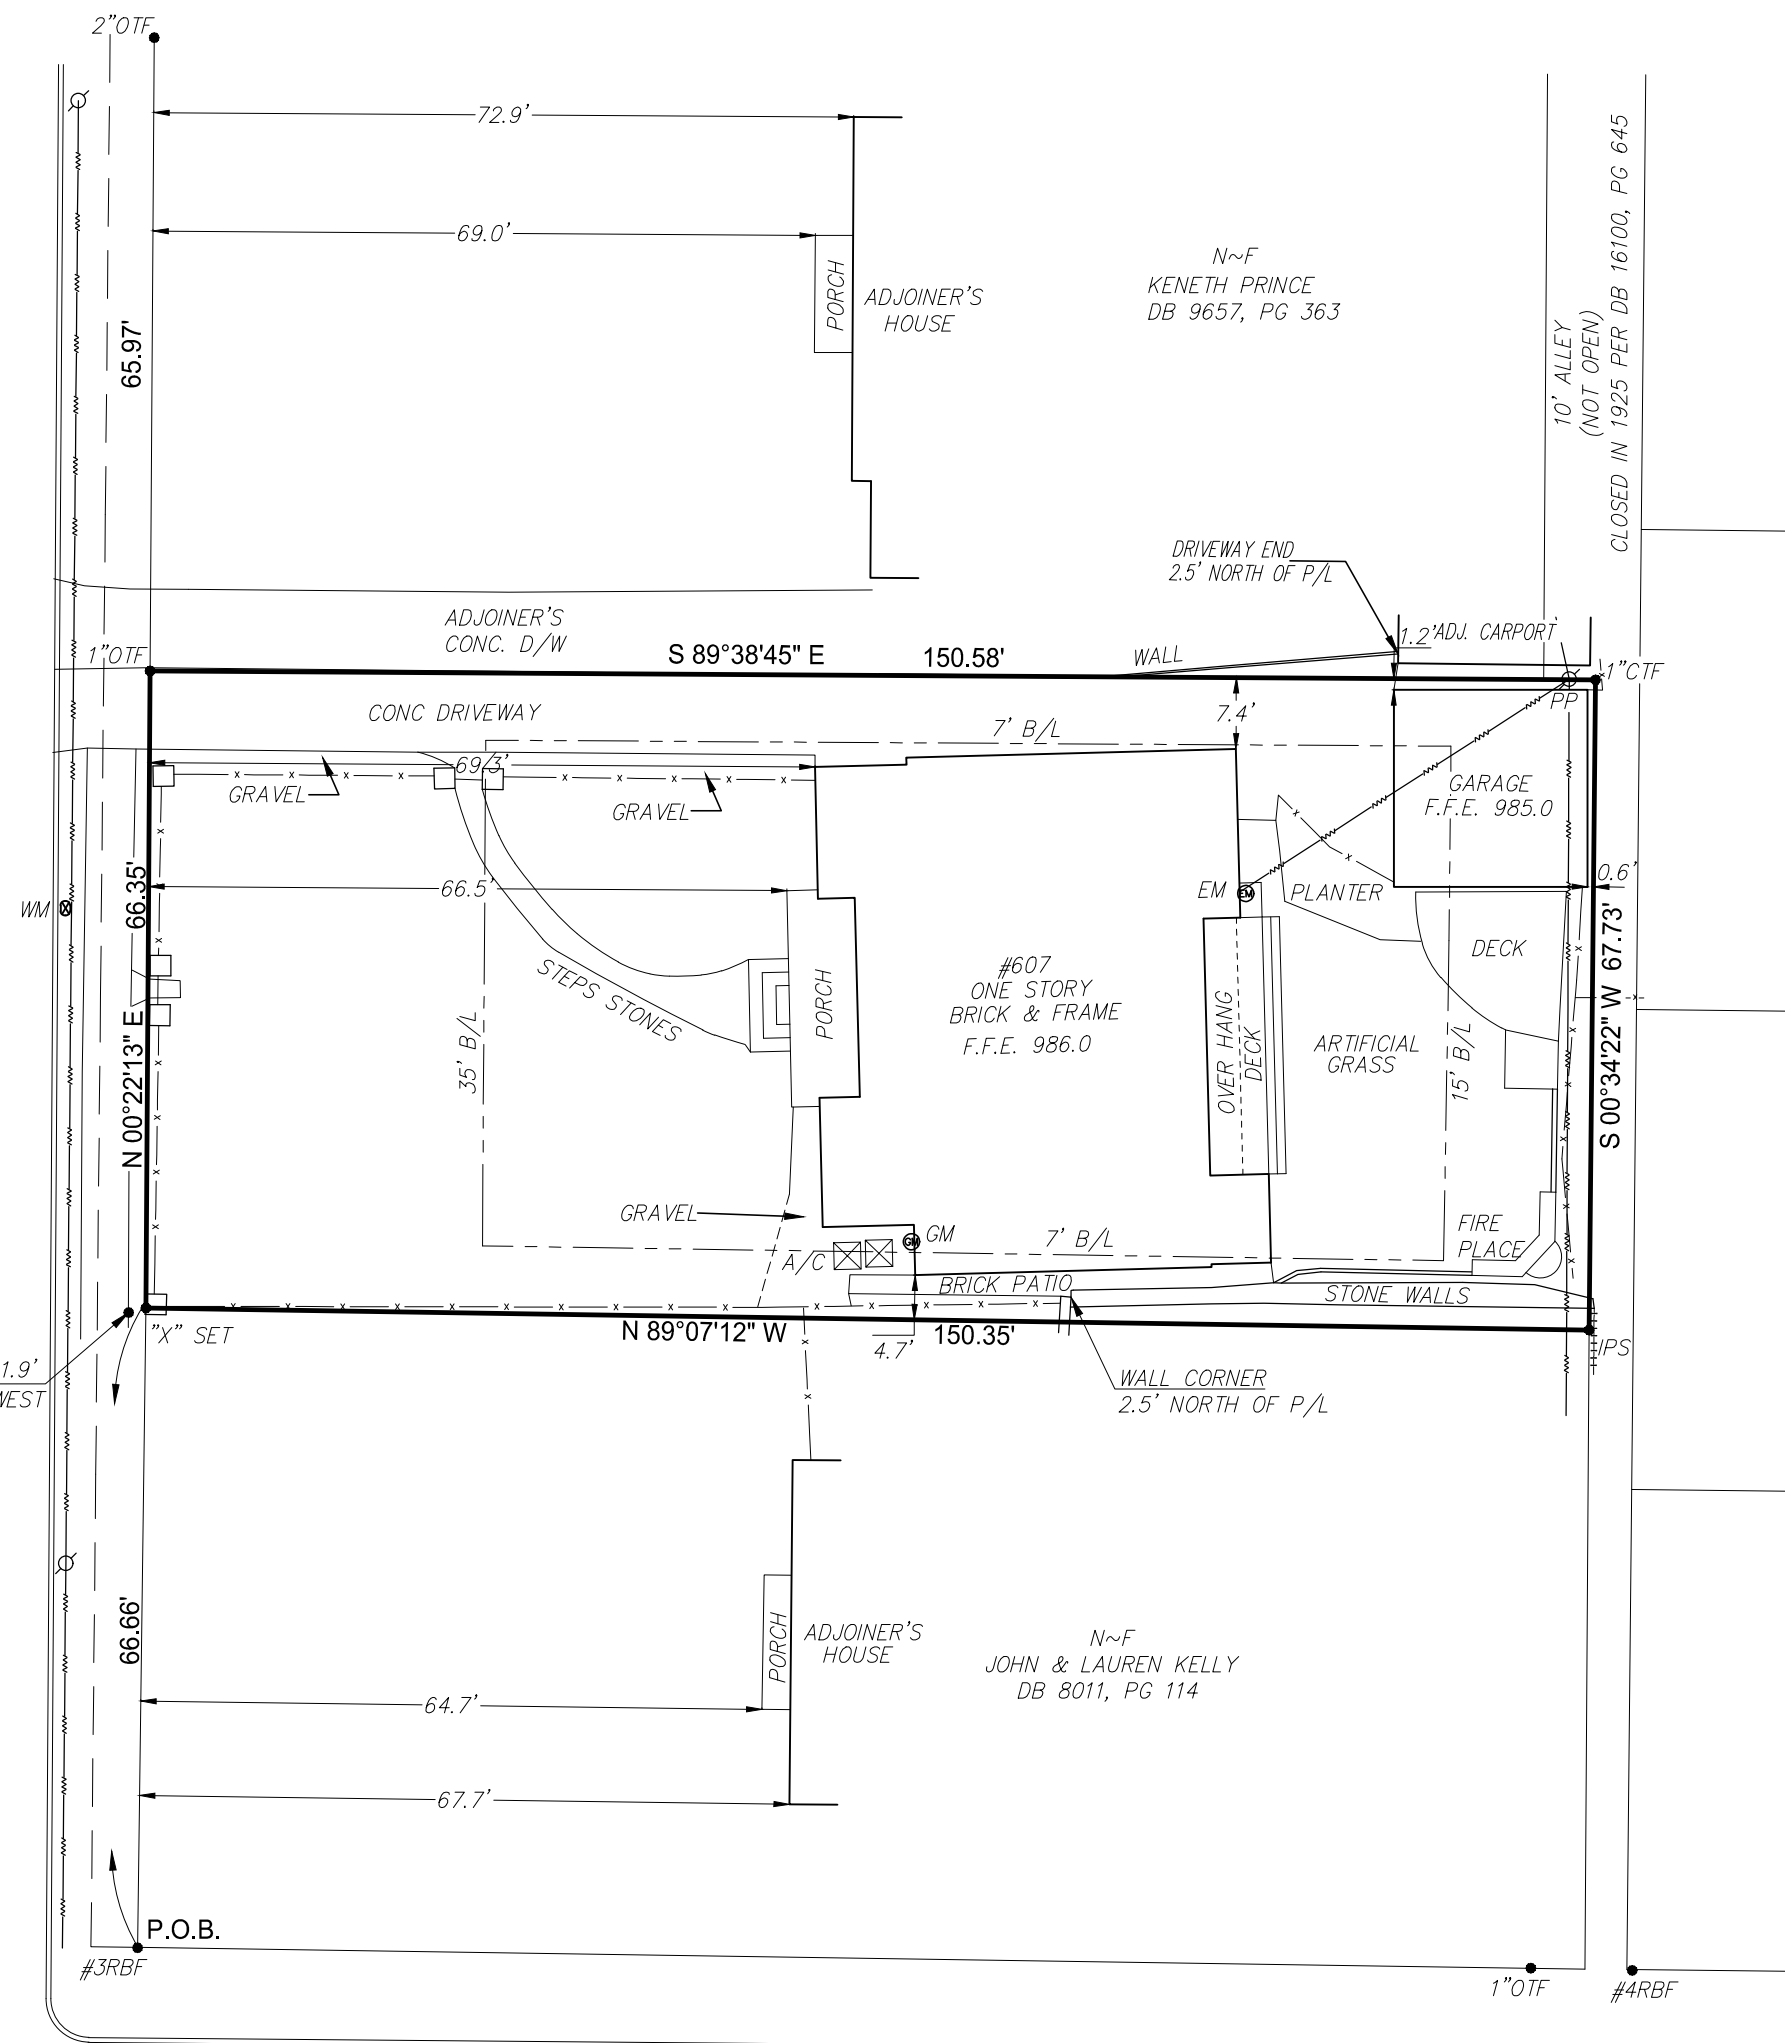 2"OTF
72.9'
69.0'
PORCH
ADJOINER'S
HOUSE
N~F
KENETH PRINCE
DB 9657, PG 363
65.97'
10' ALLEY
(NOT OPEN)
CLOSED IN 1925 PER DB 16100, PG 645
DRIVEWAY END
2.5' NORTH OF P/L
ADJOINER'S
CONC. D/W
1.2'
ADJ. CARPORT
1"OTF
S 89°38'45" E 150.58'
WALL
1"CTF
PP
CONC DRIVEWAY
7' B/L
7.4'
69.3'
GRAVEL
GRAVEL
GARAGE
F.F.E. 985.0
0.6'
66.35'
66.5'
WM
EM
EM
PLANTER
DECK
STEPS STONES
PORCH
#607
ONE STORY
BRICK & FRAME
F.F.E. 986.0
OVER HANG
DECK
ARTIFICIAL
GRASS
15' B/L
S 00°34'22" W 67.73'
N 00°22'13" E
35' B/L
GRAVEL
GM
GM
7' B/L
FIRE
PLACE
A/C
BRICK PATIO
STONE WALLS
"X" SET
N 89°07'12" W 150.35'
4.7'
IPS
1.9'
WEST
WALL CORNER
2.5' NORTH OF P/L
66.66'
PORCH
ADJOINER'S
HOUSE
N~F
JOHN & LAUREN KELLY
DB 8011, PG 114
64.7'
67.7'
P.O.B.
#3RBF
1"OTF
#4RBF